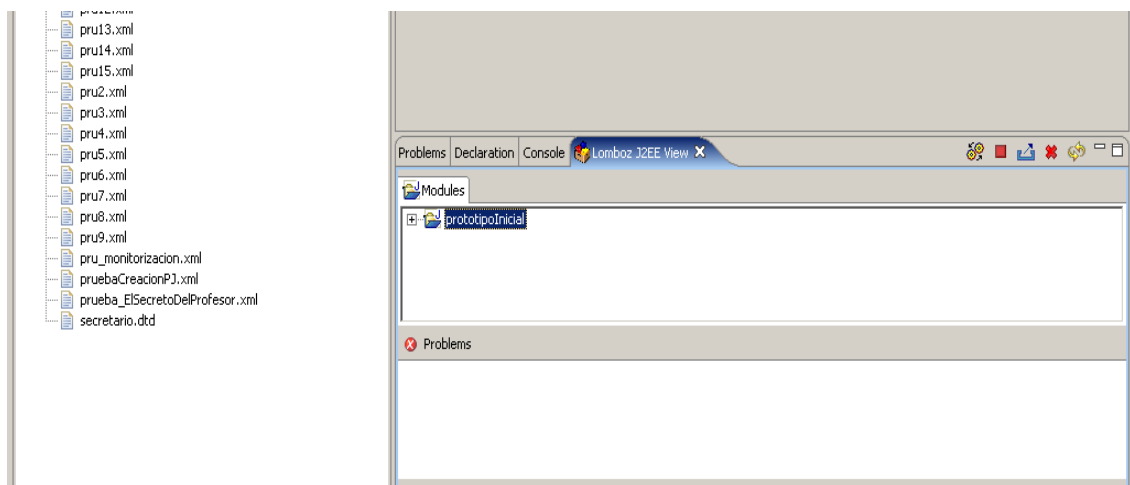 pru12.xml
pru13.xml
pru14.xml
pru15.xml
pru2.xml
pru3.xml
pru4.xml
pru5.xml
pru6.xml
pru7.xml
pru8.xml
pru9.xml
pru_monitorizacion.xml
pruebaCreacionPJ.xml
prueba_ElSecretoDelProfesor.xml
secretario.dtd
Problems Declaration Console Lomboz J2EE View
Modules
prototipoInicial
Problems